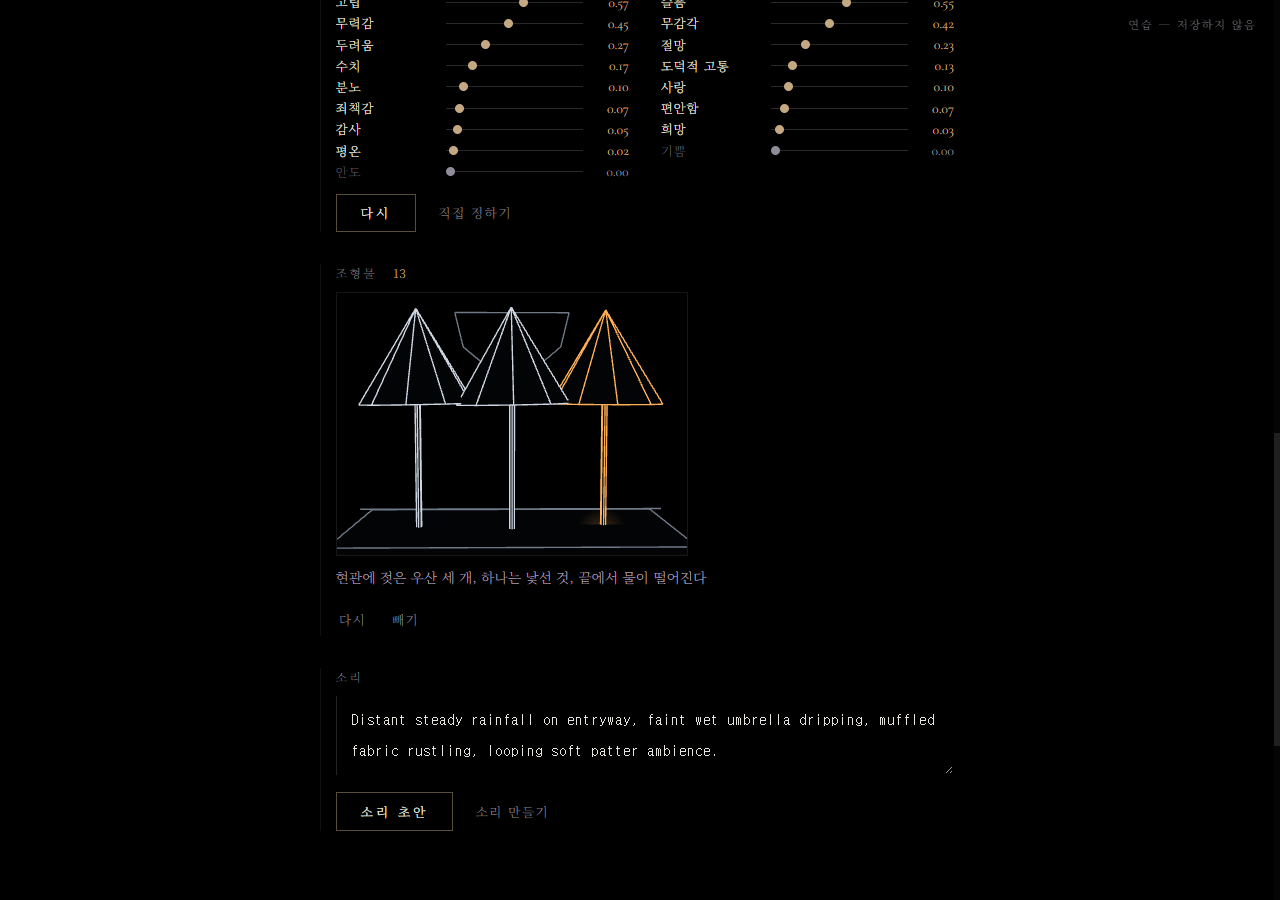 고립 0.57 슬픔 0.55
무력감 0.45 무감각 0.42
연습 — 저장하지 않음
두려움 0.27 절망 0.23
수치 0.17 도덕적 고통 0.13
분노 0.10 사랑 0.10
죄책감 0.07 편안함 0.07
감사 0.05 희망 0.03
평온 0.02 기쁨 0.00
안도 0.00
다시 직접 정하기
조형물 13
현관에 젖은 우산 세 개, 하나는 낯선 것, 끝에서 물이 떨어진다
다시 빼기
소리
Distant steady rainfall on entryway, faint wet umbrella dripping, muffled
fabric rustling, looping soft patter ambience.
소리 초안 소리 만들기